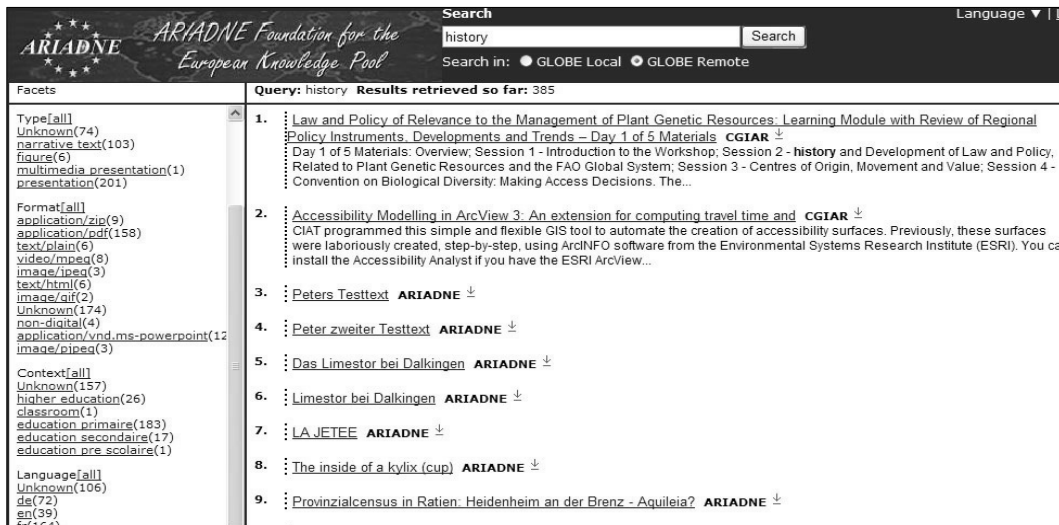 Search
Language ▼ |
ARIADNE
ARIADNE Foundation for the
European Knowledge Pool
history
Search
Search in: GLOBE Local GLOBE Remote
Facets
Query: history Results retrieved so far: 385
Type[all]
Unknown(74)
narrative text(103)
figure(6)
multimedia presentation(1)
presentation(201)
Format[all]
application/zip(9)
application/pdf(158)
text/plain(6)
video/mpeg(8)
image/jpeg(3)
text/html(6)
image/gif(2)
Unknown(174)
non-digital(4)
application/vnd.ms-powerpoint(12
image/pjpeg(3)
Context[all]
Unknown(157)
higher education(26)
classroom(1)
education primaire(183)
education secondaire(17)
education pre scolaire(1)
Language[all]
Unknown(106)
de(72)
en(39)
fr(164)
1. Law and Policy of Relevance to the Management of Plant Genetic Resources: Learning Module with Review of Regional
Policy Instruments, Developments and Trends – Day 1 of 5 Materials CGIAR
Day 1 of 5 Materials: Overview; Session 1 - Introduction to the Workshop; Session 2 - history and Development of Law and Policy,
Related to Plant Genetic Resources and the FAO Global System; Session 3 - Centres of Origin, Movement and Value; Session 4 -
Convention on Biological Diversity: Making Access Decisions. The...
2. Accessibility Modelling in ArcView 3: An extension for computing travel time and CGIAR
CIAT programmed this simple and flexible GIS tool to automate the creation of accessibility surfaces. Previously, these surfaces
were laboriously created, step-by-step, using ArcINFO software from the Environmental Systems Research Institute (ESRI). You ca
install the Accessibility Analyst if you have the ESRI ArcView...
3. Peters Testtext ARIADNE
4. Peter zweiter Testtext ARIADNE
5. Das Limestor bei Dalkingen ARIADNE
6. Limestor bei Dalkingen ARIADNE
7. LA JETEE ARIADNE
8. The inside of a kylix (cup) ARIADNE
9. Provinzialcensus in Ratien: Heidenheim an der Brenz - Aquileia? ARIADNE